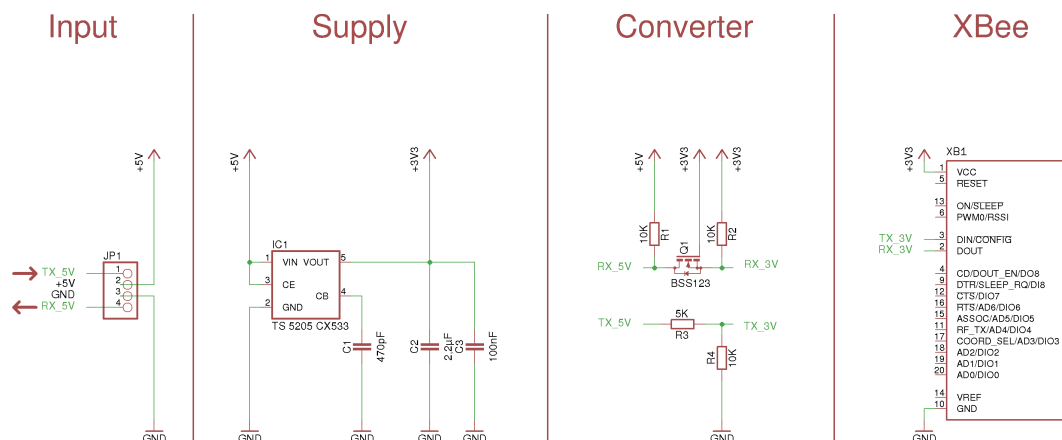 Input
Supply
Converter
XBee
+5V
JP1
TX_5V
+5V
GND
RX_5V
1
2
3
4
GND
+5V
+3V3
IC1
1
VIN
VOUT
5
3
CE
CB
4
2
GND
TS 5205 CX533
C1
470pF
C2
2.2µF
C3
100nF
GND
GND
GND
GND
+5V
+3V3
+3V3
10K
R1
10K
R2
Q1
RX_5V
RX_3V
BSS123
TX_5V
5K
R3
TX_3V
R4
10K
GND
+3V3
XB1
1 VCC
5 RESET
13 ON/SLEEP
6 PWM0/RSSI
TX_3V 3 DIN/CONFIG
RX_3V 2 DOUT
4 CD/DOUT_EN/DO8
9 DTR/SLEEP_RQ/DI8
12 CTS/DIO7
16 RTS/AD6/DIO6
15 ASSOC/AD5/DIO5
11 RF_TX/AD4/DIO4
17 COORD_SEL/AD3/DIO3
18 AD2/DIO2
19 AD1/DIO1
20 AD0/DIO0
14 VREF
10 GND
GND